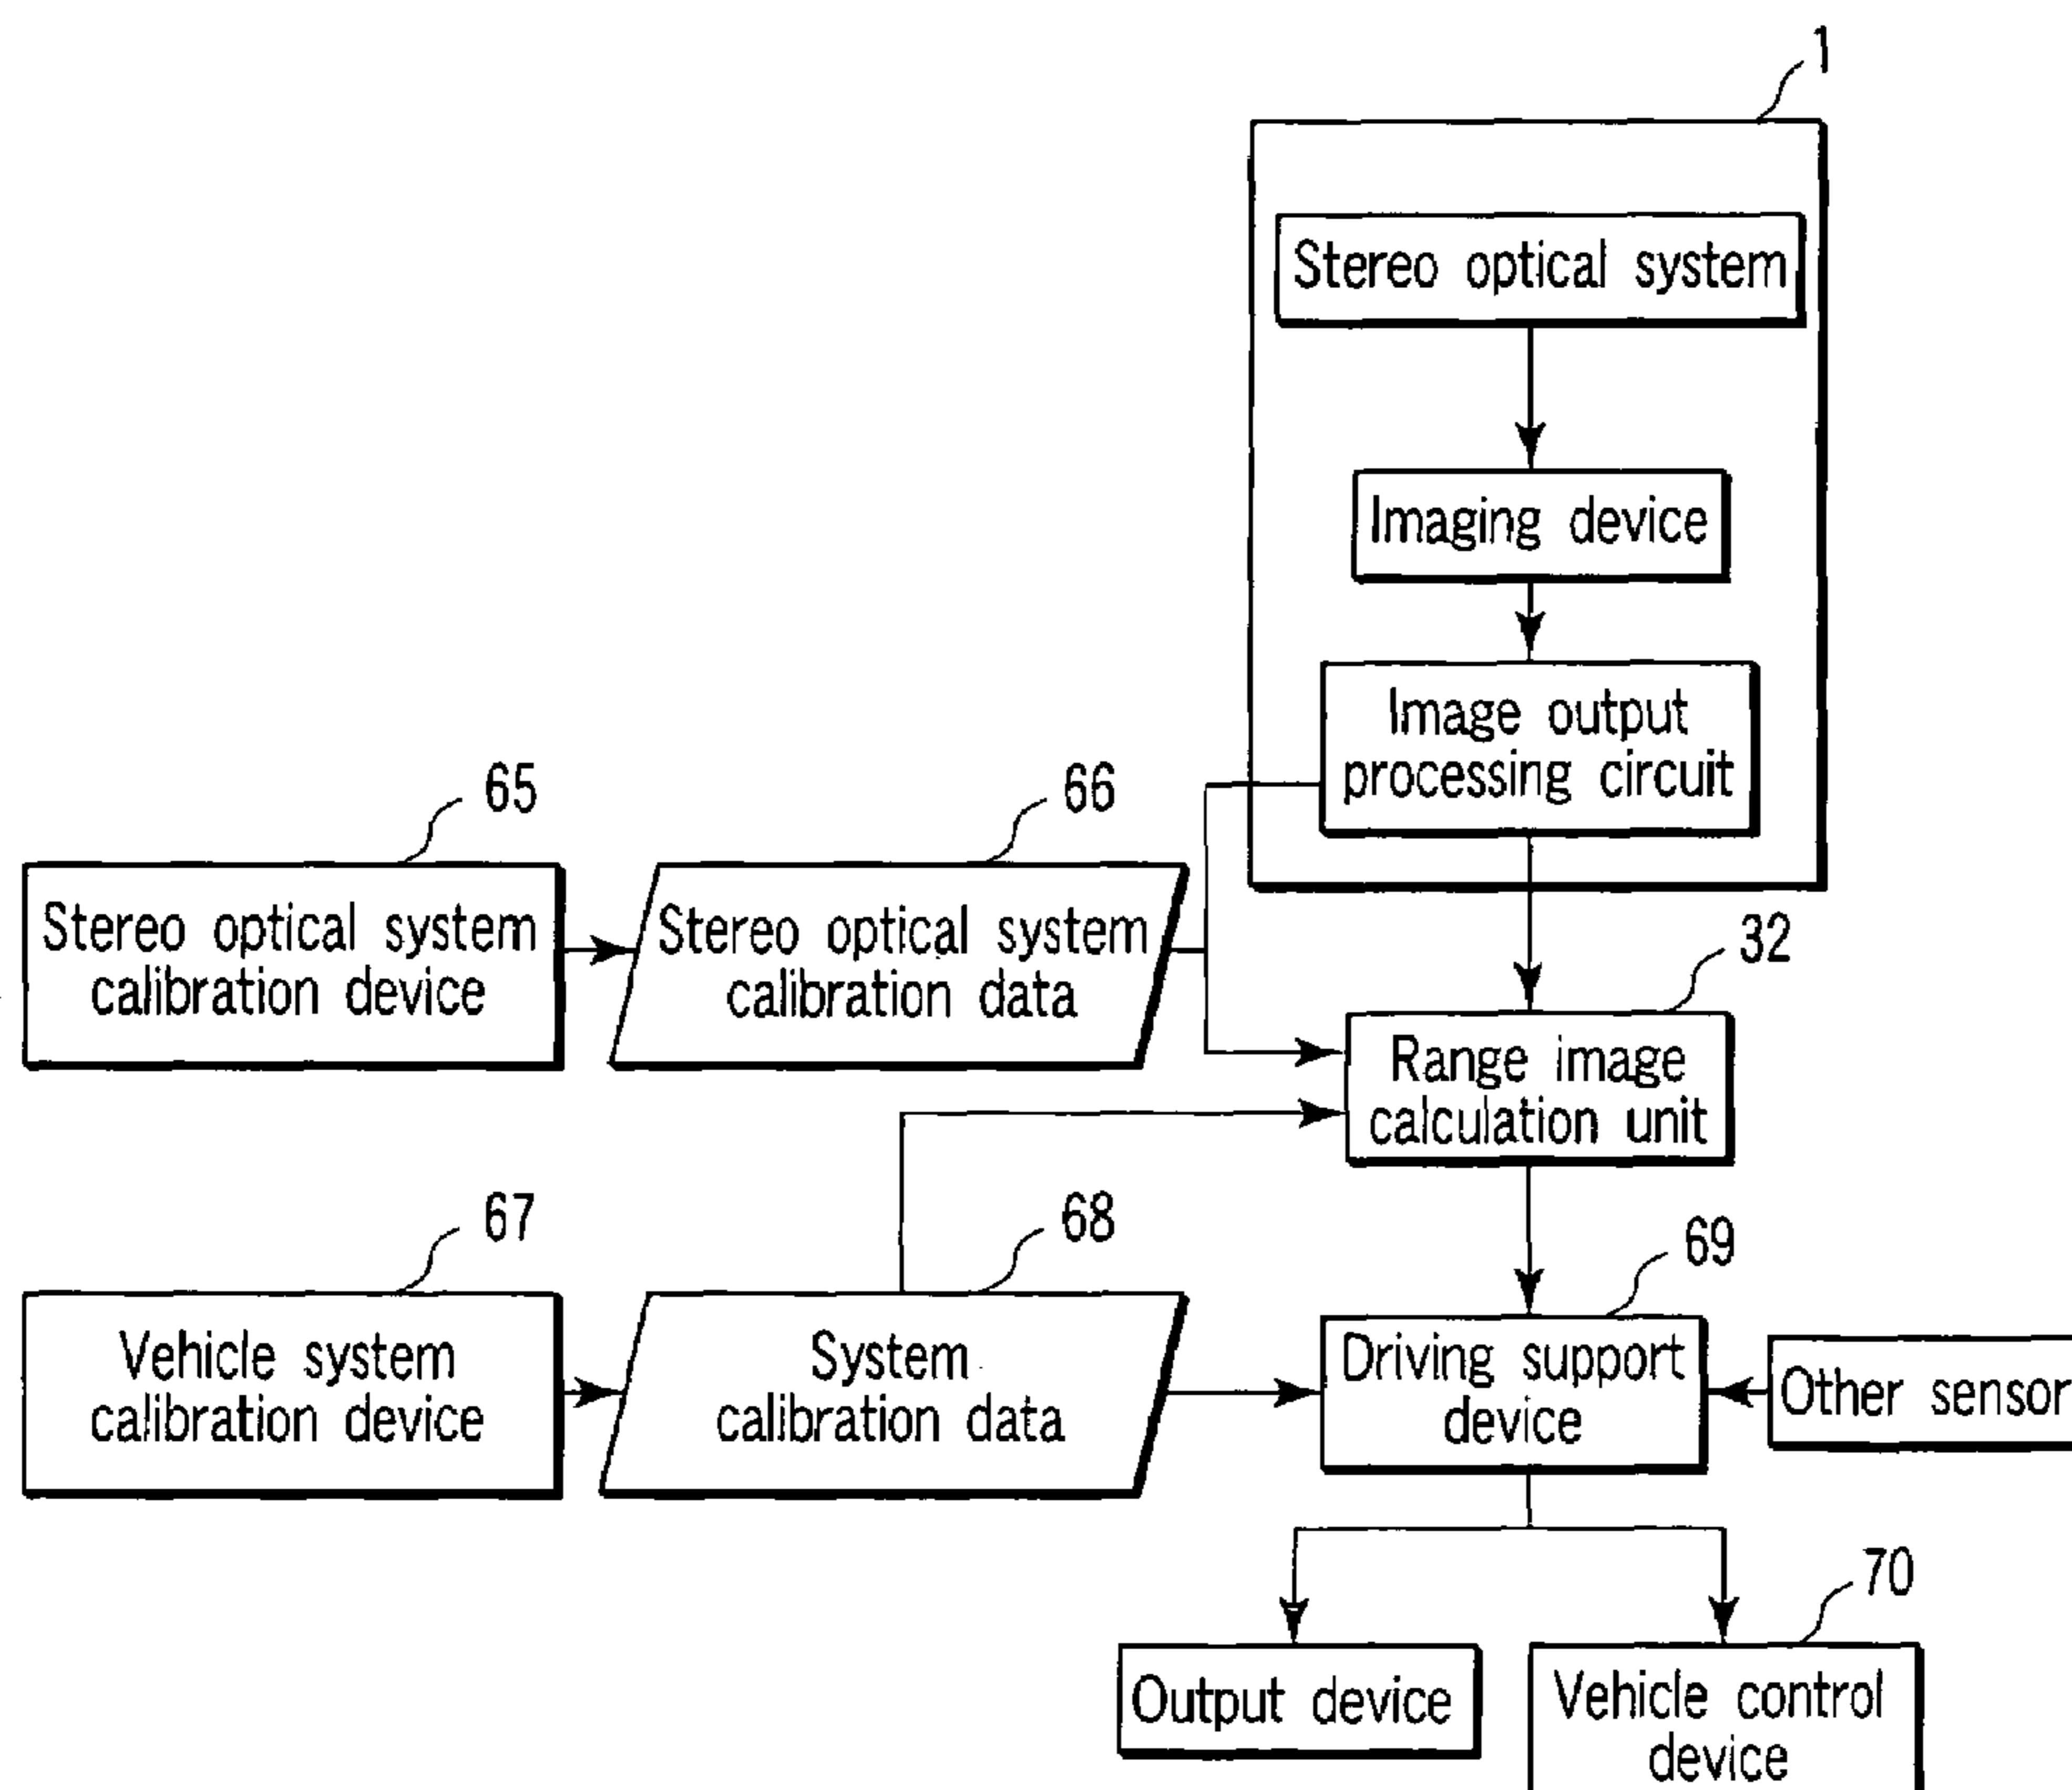 1
Stereo optical system
Imaging device
Image output
processing circuit
65
66
Stereo optical system
calibration device
Stereo optical system
calibration data
32
Range image
calculation unit
67
68
69
Vehicle system
calibration device
System
calibration data
Driving support
device
Other sensor
70
Output device
Vehicle control
device